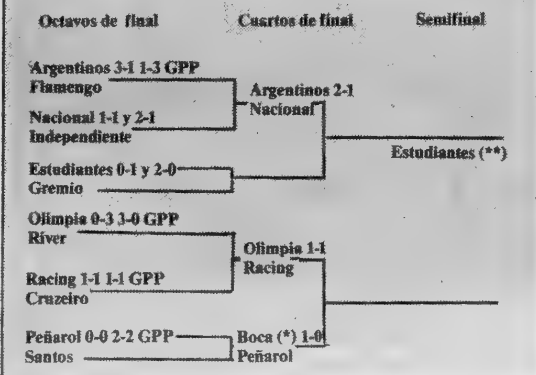 Octavos de final
Cuartos de final
Semifinal
Argentinos 3-1 1-3 GPP
Flamengo
Nacional 1-1 y 2-1
Independiente
Argentinos 2-1
Nacional
Estudiantes 0-1 y 2-0
Gremio
Estudiantes (**)
Olimpia 0-3 3-0 GPP
River
Racing 1-1 1-1 GPP
Cruzeiro
Olimpia 1-1
Racing
Peñarol 0-0 2-2 GPP
Santos
Boca (*) 1-0
Peñarol